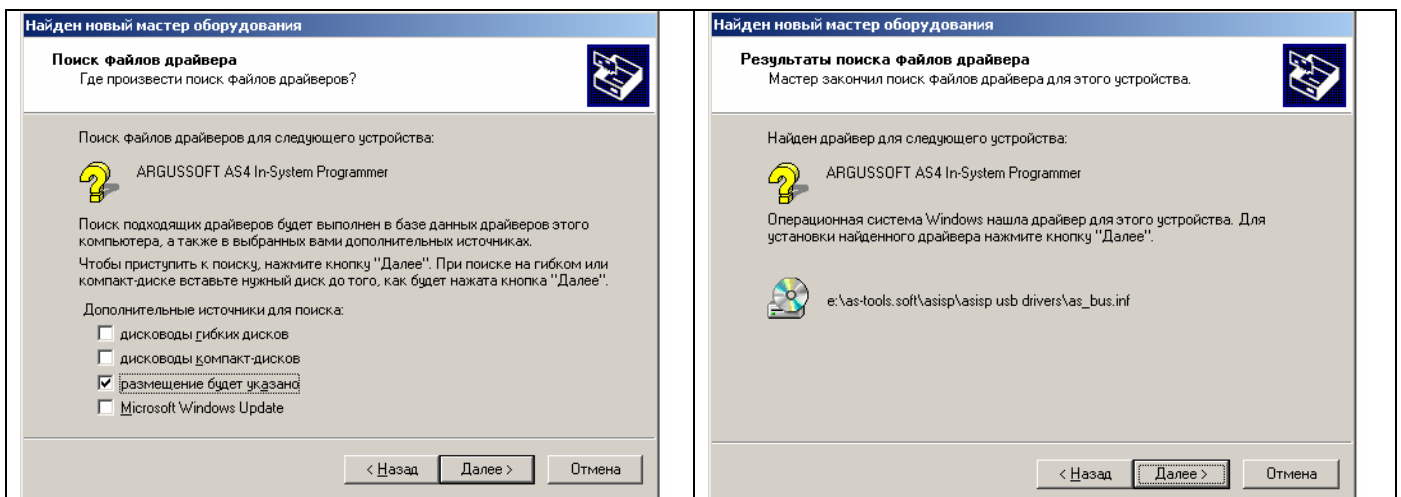 Найден новый мастер оборудования
Поиск файлов драйвера
Где произвести поиск файлов драйверов?
Поиск файлов драйверов для следующего устройства:
ARGUSSOFT AS4 In-System Programmer
Поиск подходящих драйверов будет выполнен в базе данных драйверов этого
компьютера, а также в выбранных вами дополнительных источниках.
Чтобы приступить к поиску, нажмите кнопку "Далее". При поиске на гибком или
компакт-диске вставьте нужный диск до того, как будет нажата кнопка "Далее".
Дополнительные источники для поиска:
дисководы гибких дисков
дисководы компакт-дисков
размещение будет указано
Microsoft Windows Update
< Назад
Далее >
Отмена
Найден новый мастер оборудования
Результаты поиска файлов драйвера
Мастер закончил поиск файлов драйвера для этого устройства.
Найден драйвер для следующего устройства:
ARGUSSOFT AS4 In-System Programmer
Операционная система Windows нашла драйвер для этого устройства. Для
установки найденного драйвера нажмите кнопку "Далее".
e:\as-tools.soft\asisp\asisp usb drivers\as_bus.inf
< Назад
Далее >
Отмена